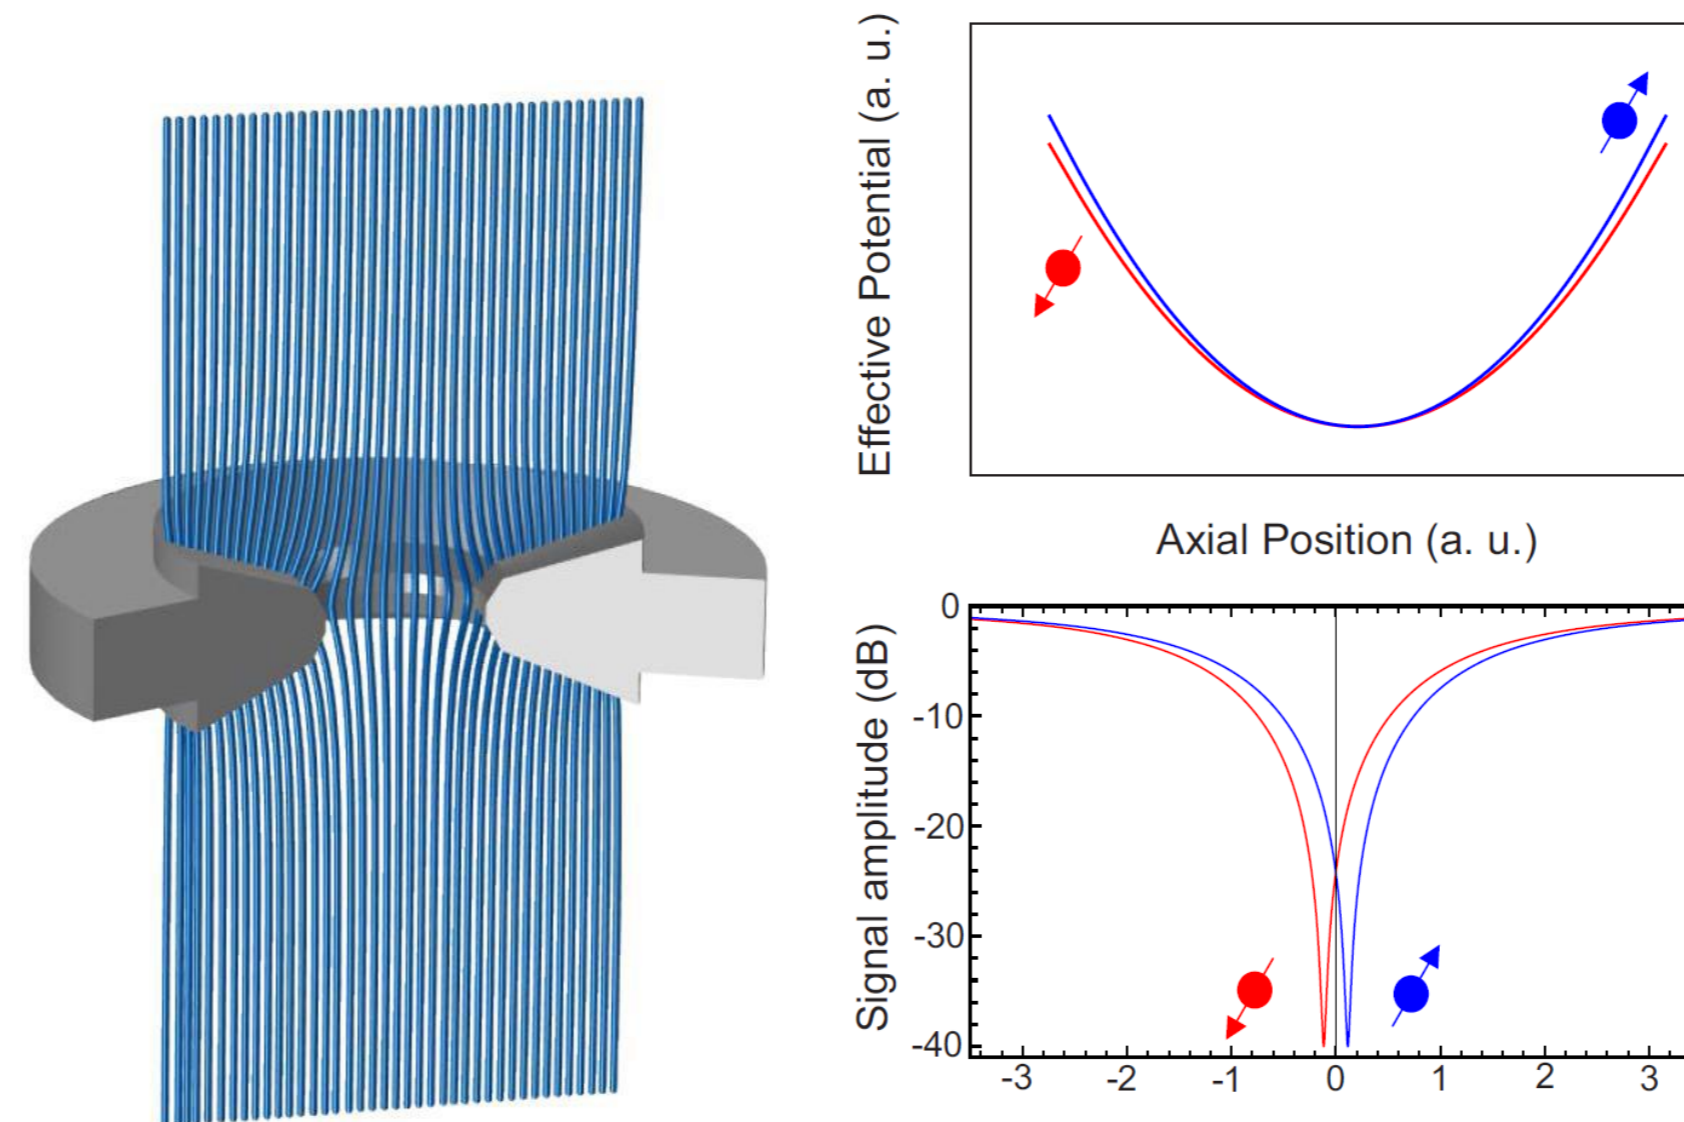 Effective Potential (a. u.)
Axial Position (a. u.)
Signal amplitude (dB)
0
-10
-20
-30
-40
-3 -2 -1 0 1 2 3